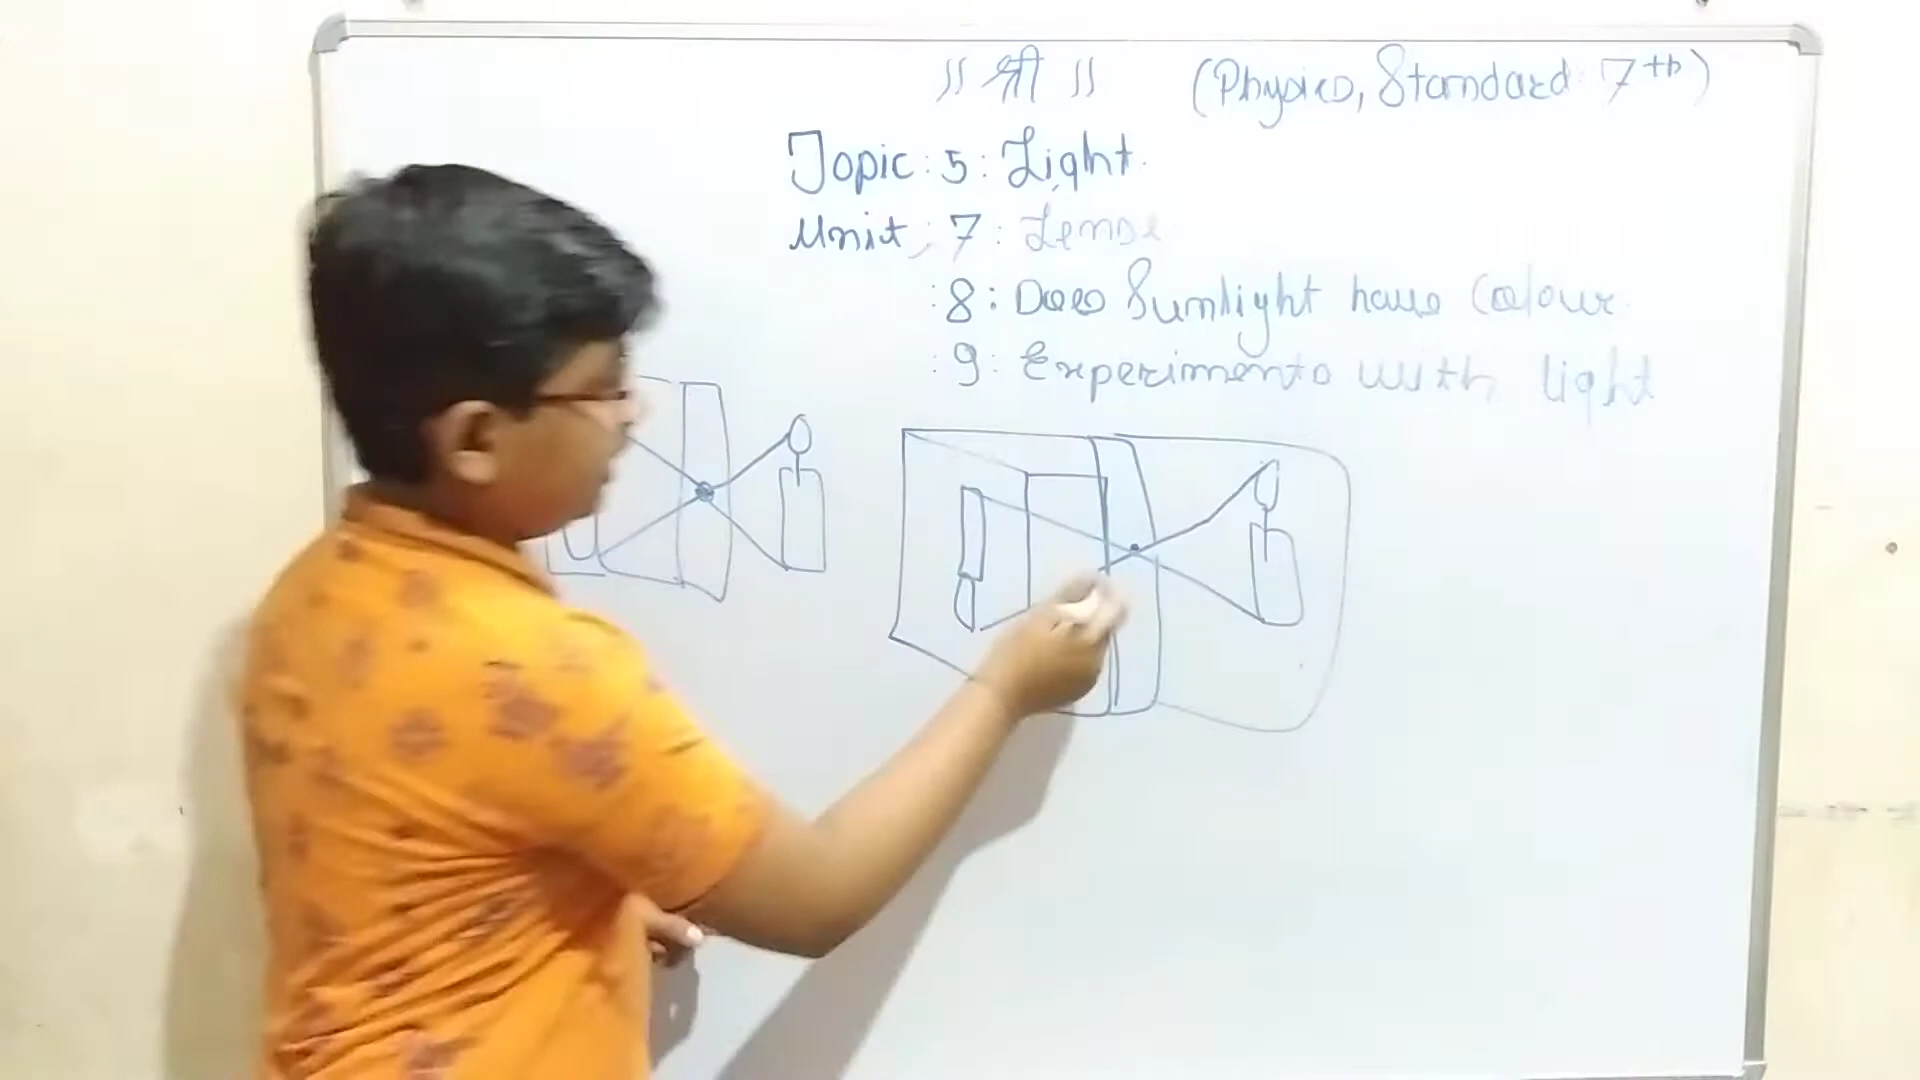 ॥ श्री ॥ (Physics, Standard 7th)
Topic: 5: Light.
Unit, 7: Lense
:8: Does Sunlight have Colour.
:9: Experiments with light